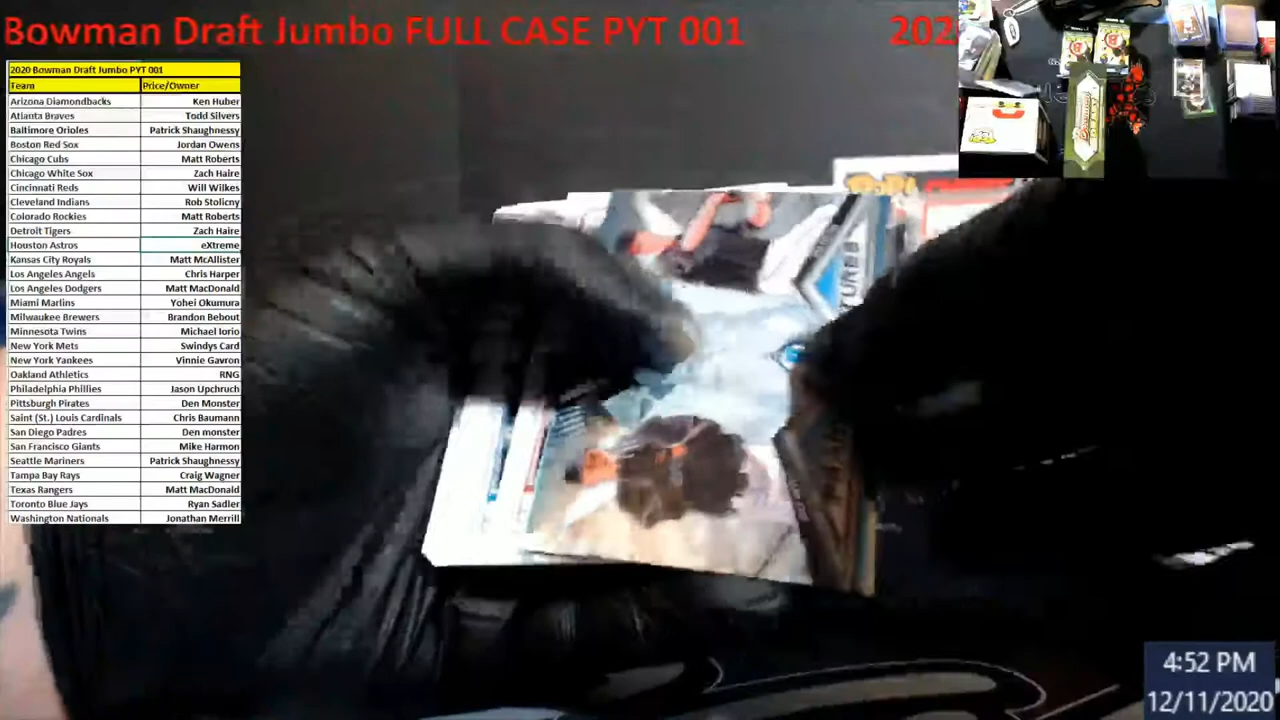 Bowman Draft Jumbo FULL CASE PYT 001 202
2020 Bowman Draft Jumbo PYT 001
Team Price/Owner
Arizona Diamondbacks Ken Huber
Atlanta Braves Todd Silvers
Baltimore Orioles Patrick Shaughnessy
Boston Red Sox Jordan Owens
Chicago Cubs Matt Roberts
Chicago White Sox Zach Haire
Cincinnati Reds Will Wilkes
Cleveland Indians Rob Stolicny
Colorado Rockies Matt Roberts
Detroit Tigers Zach Haire
Houston Astros eXtreme
Kansas City Royals Matt McAllister
Los Angeles Angels Chris Harper
Los Angeles Dodgers Matt MacDonald
Miami Marlins Yohei Okumura
Milwaukee Brewers Brandon Bebout
Minnesota Twins Michael Iorio
New York Mets Swindys Card
New York Yankees Vinnie Gavron
Oakland Athletics RNG
Philadelphia Phillies Jason Upchruch
Pittsburgh Pirates Den Monster
Saint (St.) Louis Cardinals Chris Baumann
San Diego Padres Den monster
San Francisco Giants Mike Harmon
Seattle Mariners Patrick Shaughnessy
Tampa Bay Rays Craig Wagner
Texas Rangers Matt MacDonald
Toronto Blue Jays Ryan Sadler
Washington Nationals Jonathan Merrill
TURES
4:52 PM
12/11/2020